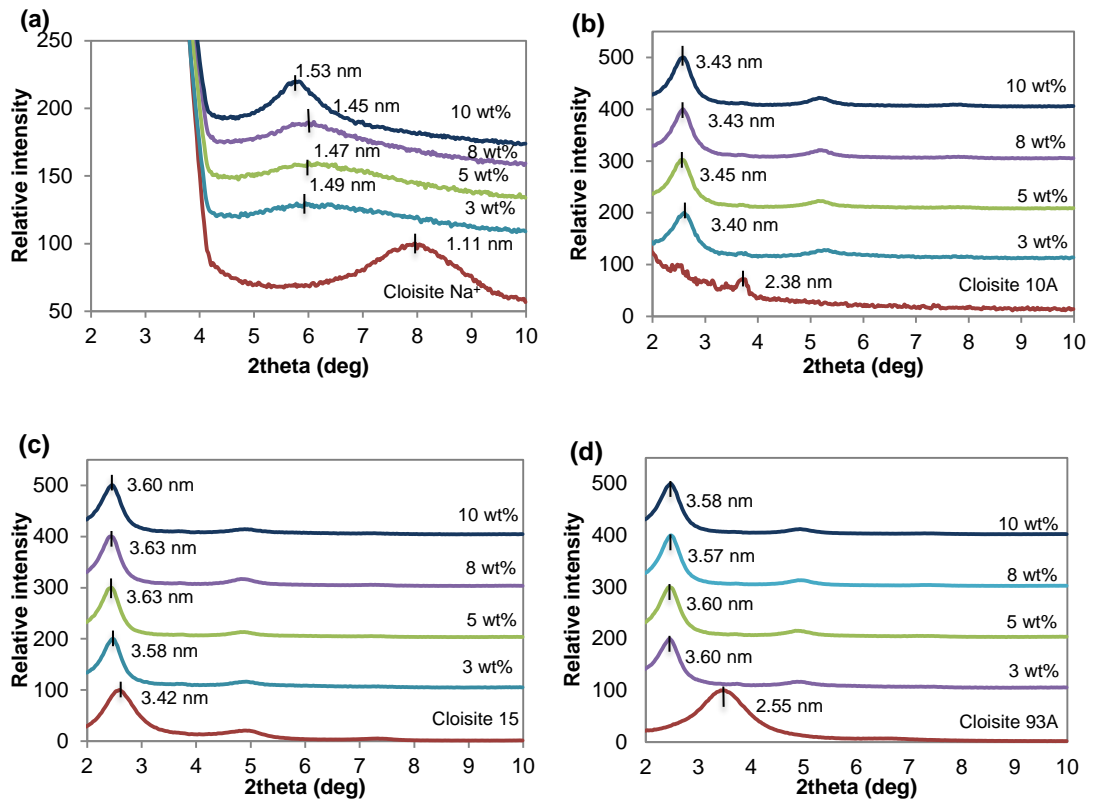 (a)
250
200
150
100
50
Relative intensity
1.53 nm
1.45 nm
10 wt%
1.47 nm
8 wt%
1.49 nm
5 wt%
3 wt%
1.11 nm
Cloisite Na⁺
2 3 4 5 6 7 8 9 10
2theta (deg)
(b)
500
400
300
200
100
0
Relative intensity
3.43 nm
10 wt%
3.43 nm
8 wt%
3.45 nm
5 wt%
3.40 nm
3 wt%
2.38 nm
Cloisite 10A
2 3 4 5 6 7 8 9 10
2theta (deg)
(c)
500
400
300
200
100
0
Relative intensity
3.60 nm
10 wt%
3.63 nm
8 wt%
3.63 nm
5 wt%
3.58 nm
3 wt%
3.42 nm
Cloisite 15
2 3 4 5 6 7 8 9 10
2theta (deg)
(d)
500
400
300
200
100
0
Relative intensity
3.58 nm
10 wt%
3.57 nm
8 wt%
3.60 nm
5 wt%
3.60 nm
3 wt%
2.55 nm
Cloisite 93A
2 3 4 5 6 7 8 9 10
2theta (deg)